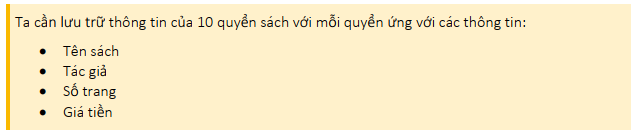 Ta cần lưu trữ thông tin của 10 quyển sách với mỗi quyển ứng với các thông tin:
• Tên sách
• Tác giả
• Số trang
• Giá tiền